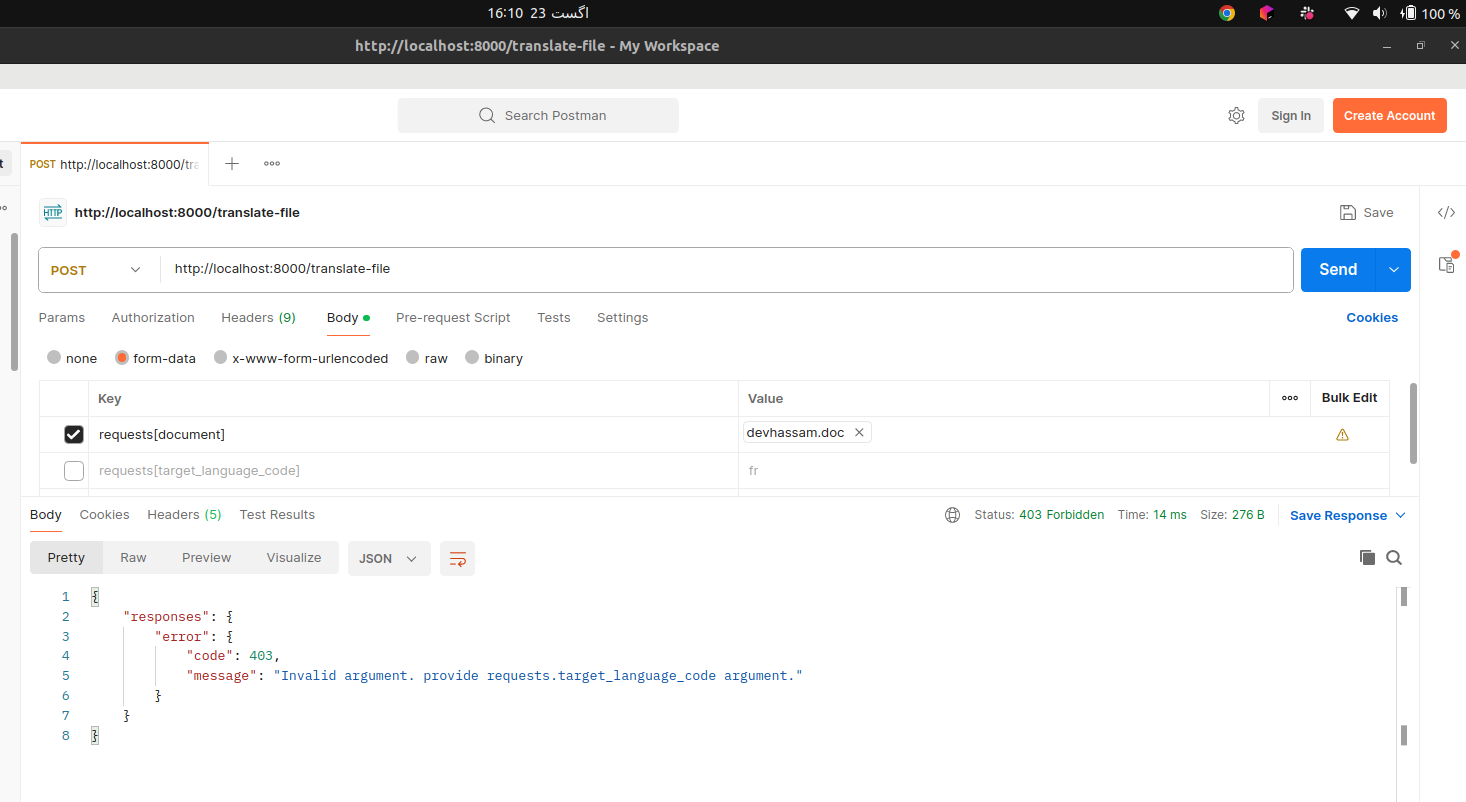 16:10 23 اگست
100 %
http://localhost:8000/translate-file - My Workspace
Search Postman
Sign In
Create Account
POST http://localhost:8000/tra
HTTP
http://localhost:8000/translate-file
Save
POST
http://localhost:8000/translate-file
Send
Params
Authorization
Headers (9)
Body
Pre-request Script
Tests
Settings
Cookies
none
form-data
x-www-form-urlencoded
raw
binary
Key
Value
Bulk Edit
requests[document]
devhassam.doc
requests[target_language_code]
fr
Body
Cookies
Headers (5)
Test Results
Status: 403 Forbidden
Time: 14 ms
Size: 276 B
Save Response
Pretty
Raw
Preview
Visualize
JSON
1 {
2 "responses": {
3 "error": {
4 "code": 403,
5 "message": "Invalid argument. provide requests.target_language_code argument."
6 }
7 }
8 }